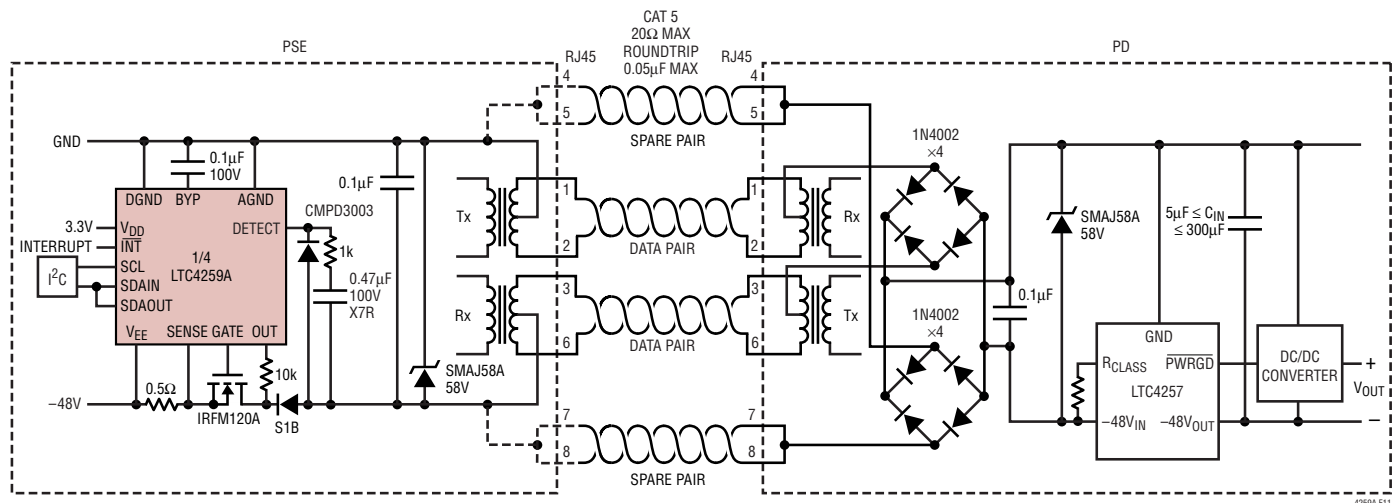 CAT 5
20Ω MAX
ROUNDTRIP
0.05µF MAX
PSE
RJ45
RJ45
PD
4
5
4
5
SPARE PAIR
GND
0.1µF
100V
DGND
BYP
AGND
CMPD3003
3.3V
INTERRUPT
I²C
VDD
INT
SCL
SDAIN
SDAOUT
1/4
LTC4259A
DETECT
VEE
SENSE
GATE
OUT
1k
0.47µF
100V
X7R
0.1µF
10k
–48V
0.5Ω
IRFM120A
S1B
SMAJ58A
58V
Tx
Rx
1
2
1
2
DATA PAIR
Rx
Tx
3
6
3
6
DATA PAIR
7
8
7
8
SPARE PAIR
1N4002
×4
1N4002
×4
0.1µF
SMAJ58A
58V
5µF ≤ CIN
≤ 300µF
GND
RCLASS
PWRGD
LTC4257
–48VIN
–48VOUT
DC/DC
CONVERTER
+
VOUT
–
4259A F11